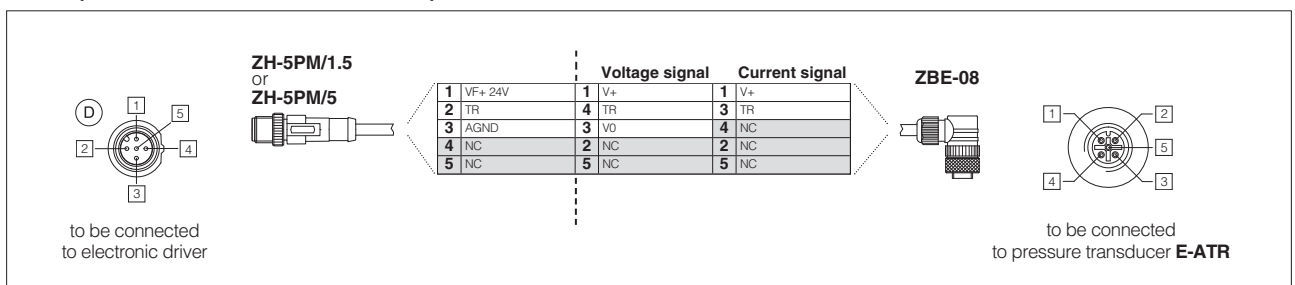 ZH-5PM/1.5
or
ZH-5PM/5
D
1
5
2
4
3
to be connected
to electronic driver
Voltage signal Current signal
1 VF+ 24V 1 V+ 1 V+
2 TR 4 TR 3 TR
3 AGND 3 V0 4 NC
4 NC 2 NC 2 NC
5 NC 5 NC 5 NC
ZBE-08
1
2
5
4
3
to be connected
to pressure transducer E-ATR